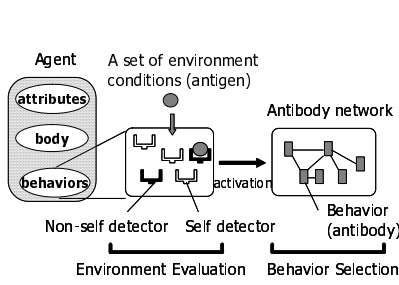 Agent
A set of environment
conditions (antigen)
attributes
body
behaviors
Antibody network
activation
Non-self detector
Self detector
Behavior
(antibody)
Environment Evaluation
Behavior Selection